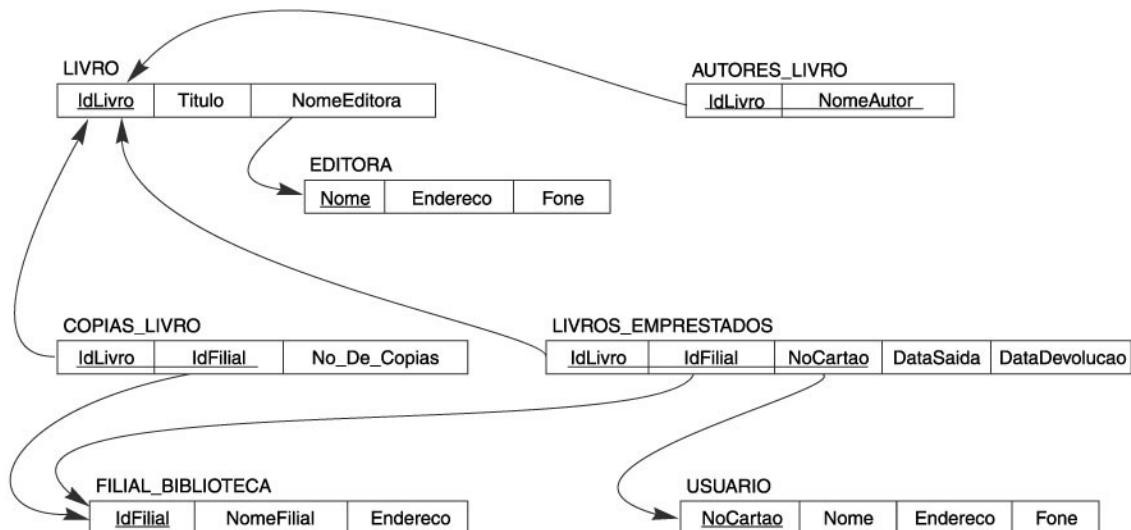 LIVRO
IdLivro Titulo NomeEditora
AUTORES_LIVRO
IdLivro NomeAutor
EDITORA
Nome Endereco Fone
COPIAS_LIVRO
IdLivro IdFilial No_De_Copias
LIVROS_EMPRESTADOS
IdLivro IdFilial NoCartao DataSaida DataDevolucao
FILIAL_BIBLIOTECA
IdFilial NomeFilial Endereco
USUARIO
NoCartao Nome Endereco Fone